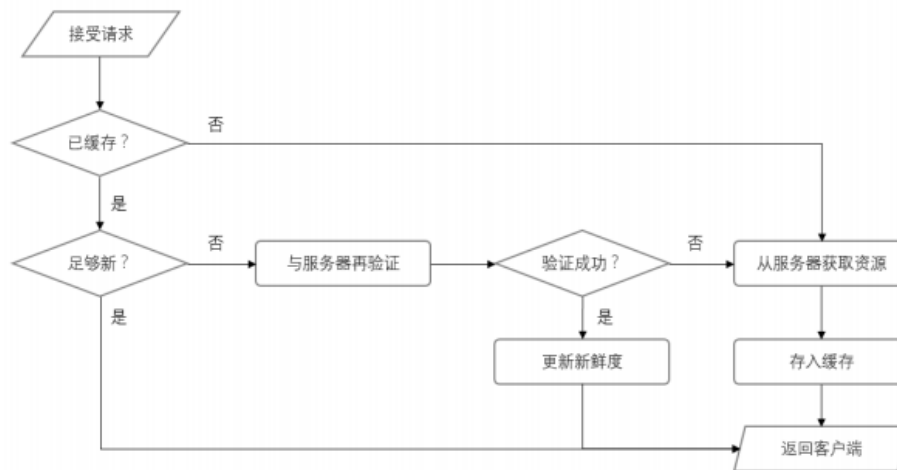 接受请求
否
已缓存？
是
否
否
足够新？
与服务器再验证
验证成功？
从服务器获取资源
是
是
更新新鲜度
存入缓存
返回客户端